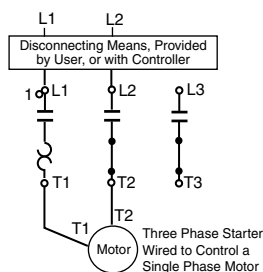 L1 L2
Disconnecting Means, Provided
by User, or with Controller
1 L1 L2 L3
T1 T2 T3
T1 T2
Motor
Three Phase Starter
Wired to Control a
Single Phase Motor